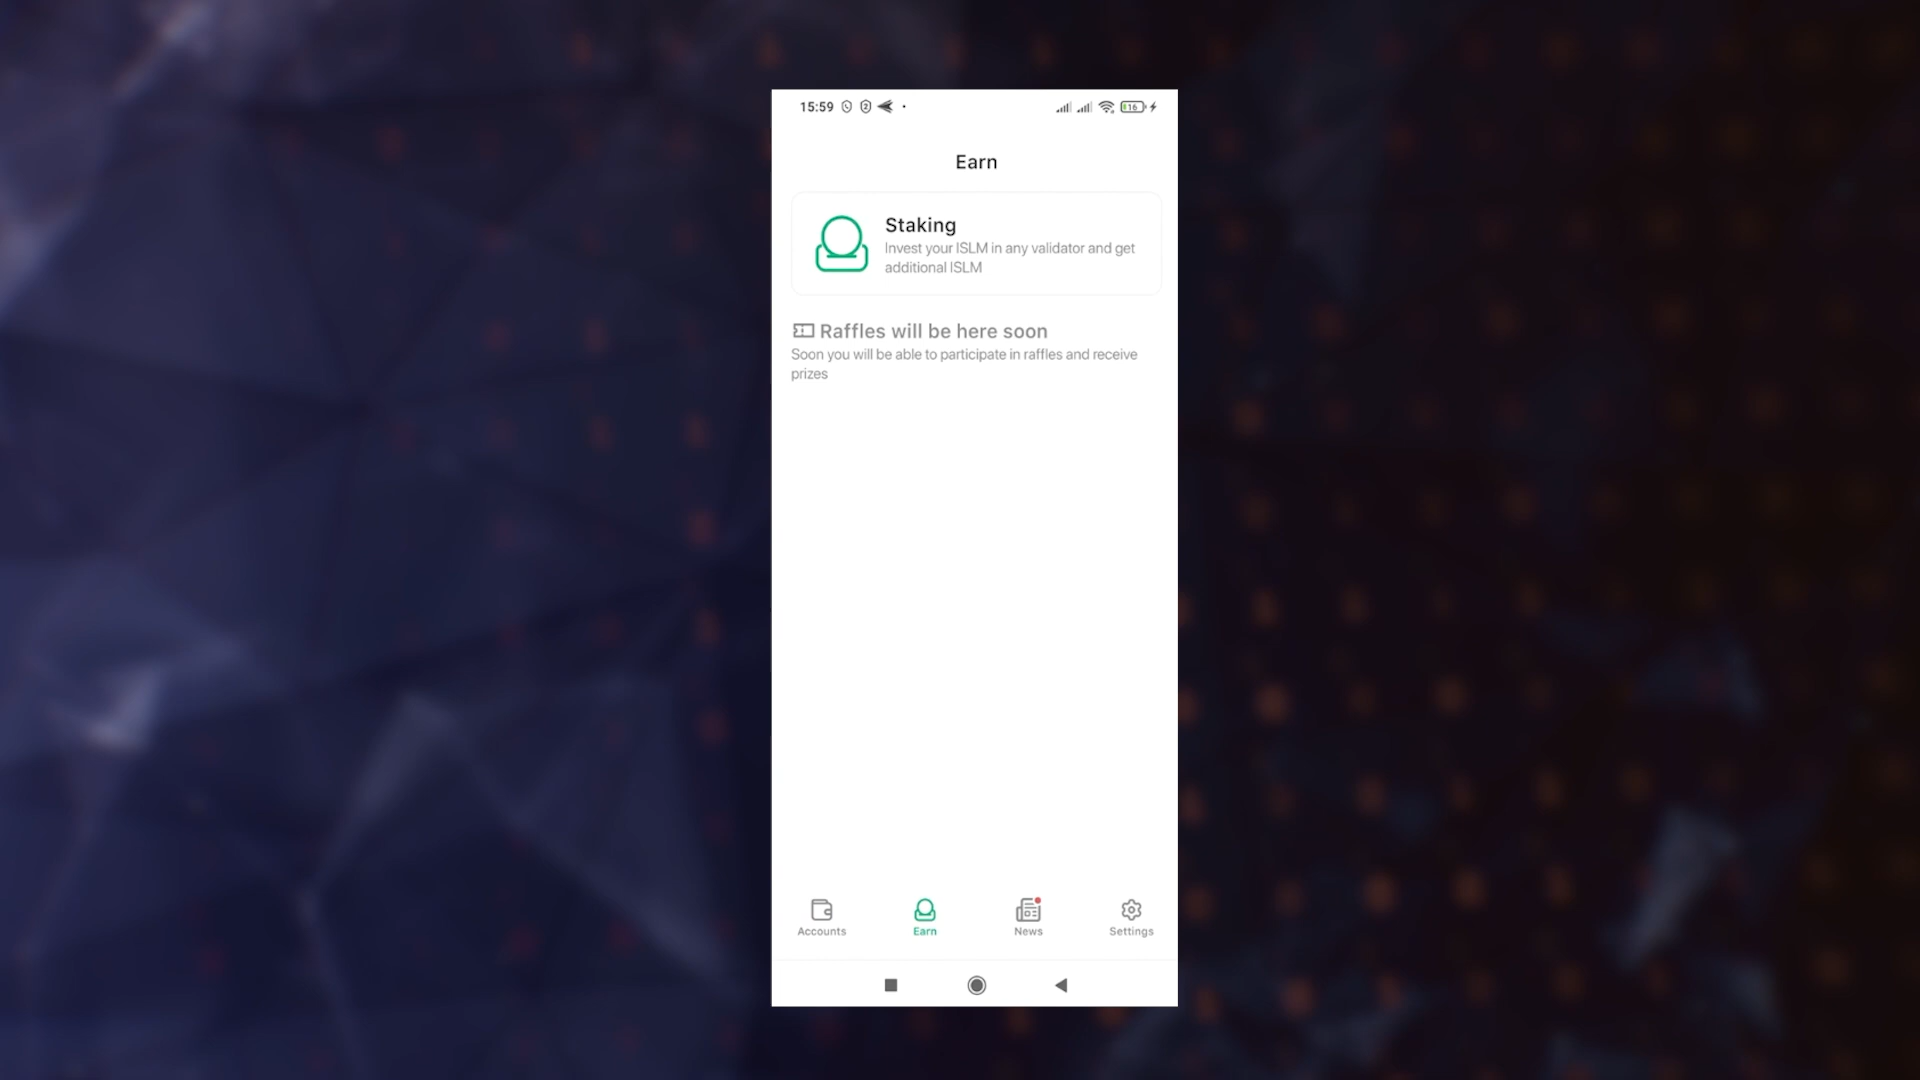 15:59
16
Earn
Staking
Invest your ISLM in any validator and get
additional ISLM
Raffles will be here soon
Soon you will be able to participate in raffles and receive
prizes
Accounts
Earn
News
Settings